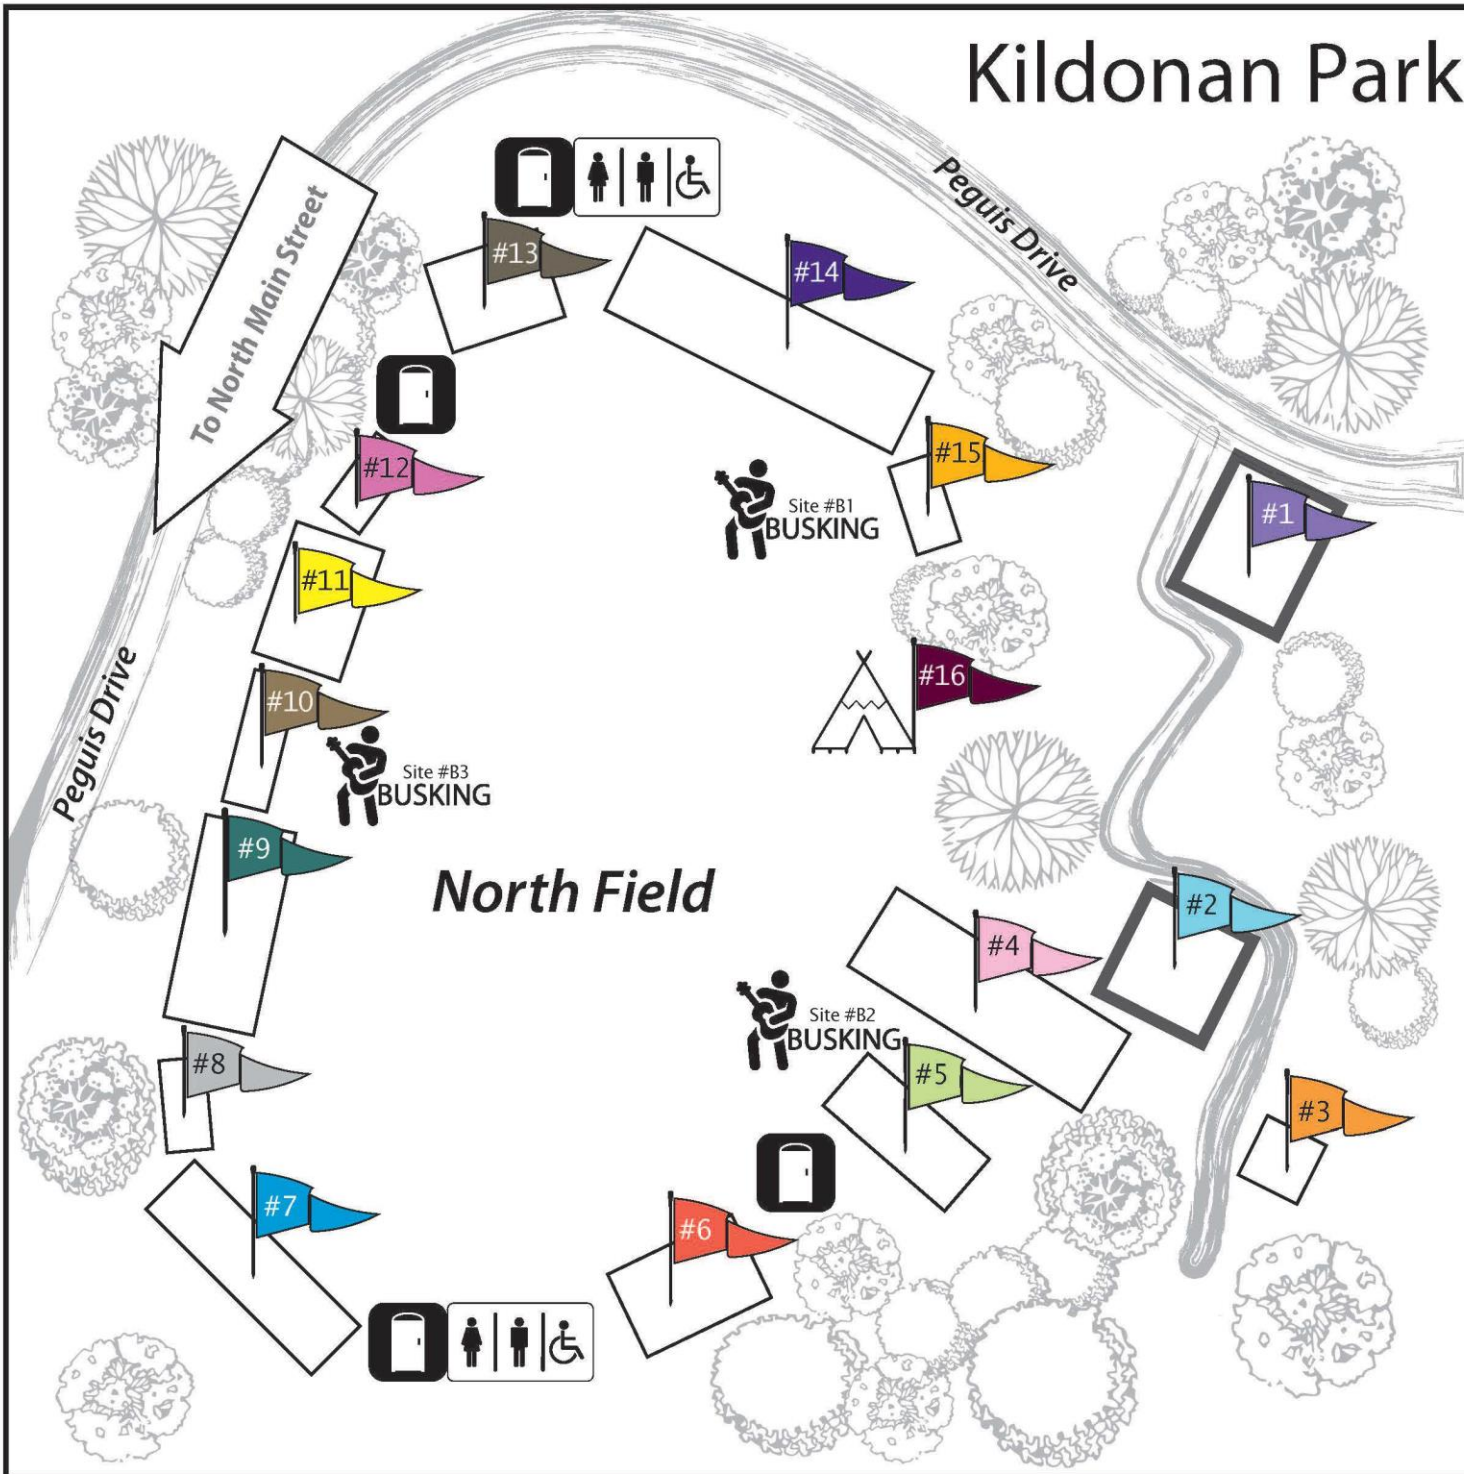 Kildonan Park
Peguis Drive
To North Main Street
#13
#14
#12
#15
Site #B1
BUSKING
#1
#11
#16
#10
Peguis Drive
Site #B3
BUSKING
#9
North Field
#2
#4
Site #B2
BUSKING
#8
#5
#3
#7
#6